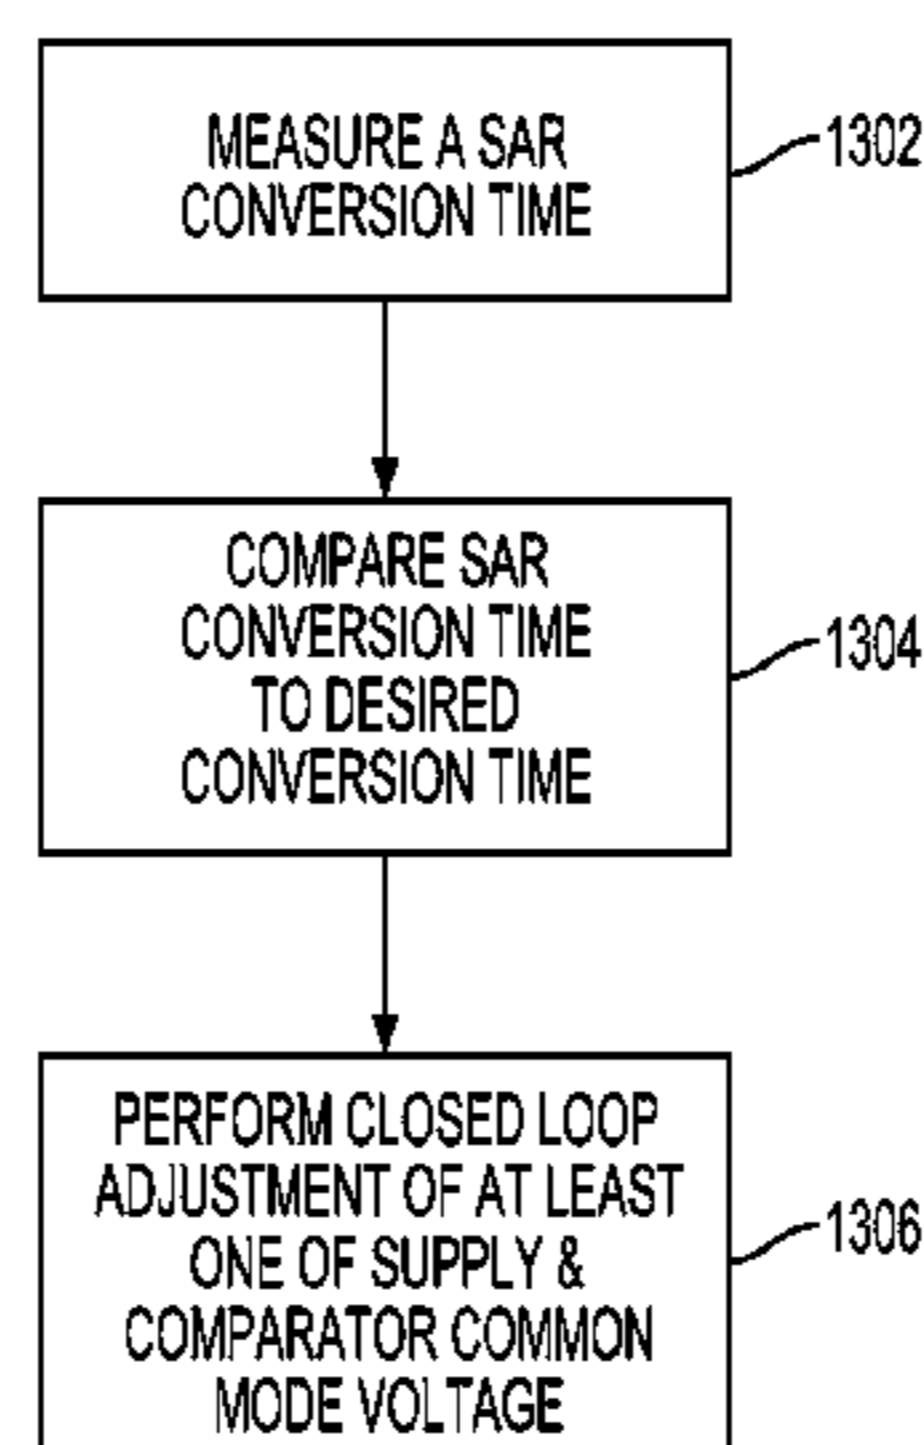 MEASURE A SAR
CONVERSION TIME
1302
COMPARE SAR
CONVERSION TIME
TO DESIRED
CONVERSION TIME
1304
PERFORM CLOSED LOOP
ADJUSTMENT OF AT LEAST
ONE OF SUPPLY &
COMPARATOR COMMON
MODE VOLTAGE
1306